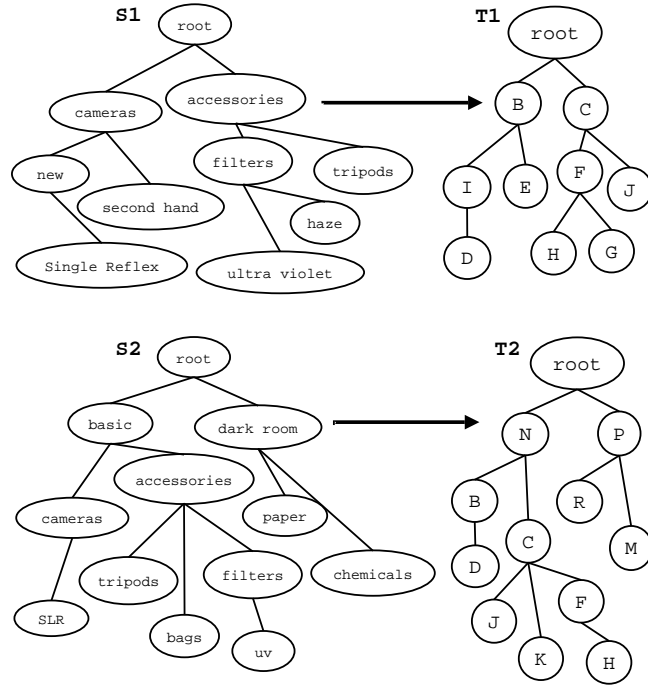 S1
T1
root
root
cameras
accessories
B
C
new
filters
tripods
I
E
F
J
second hand
haze
Single Reflex
ultra violet
D
H
G
S2
T2
root
root
basic
dark room
N
P
accessories
cameras
paper
B
R
C
M
tripods
filters
chemicals
D
SLR
bags
uv
J
F
K
H